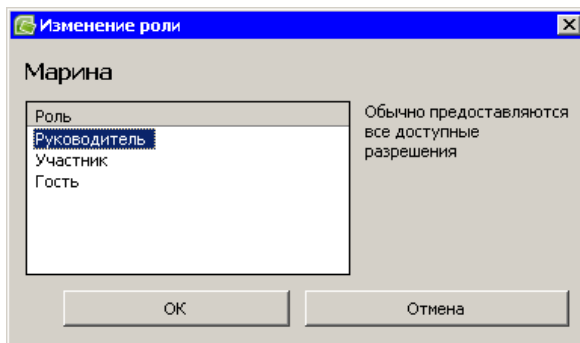 Изменение роли
Марина
Роль
Руководитель
Участник
Гость
Обычно предоставляются
все доступные
разрешения
OK
Отмена